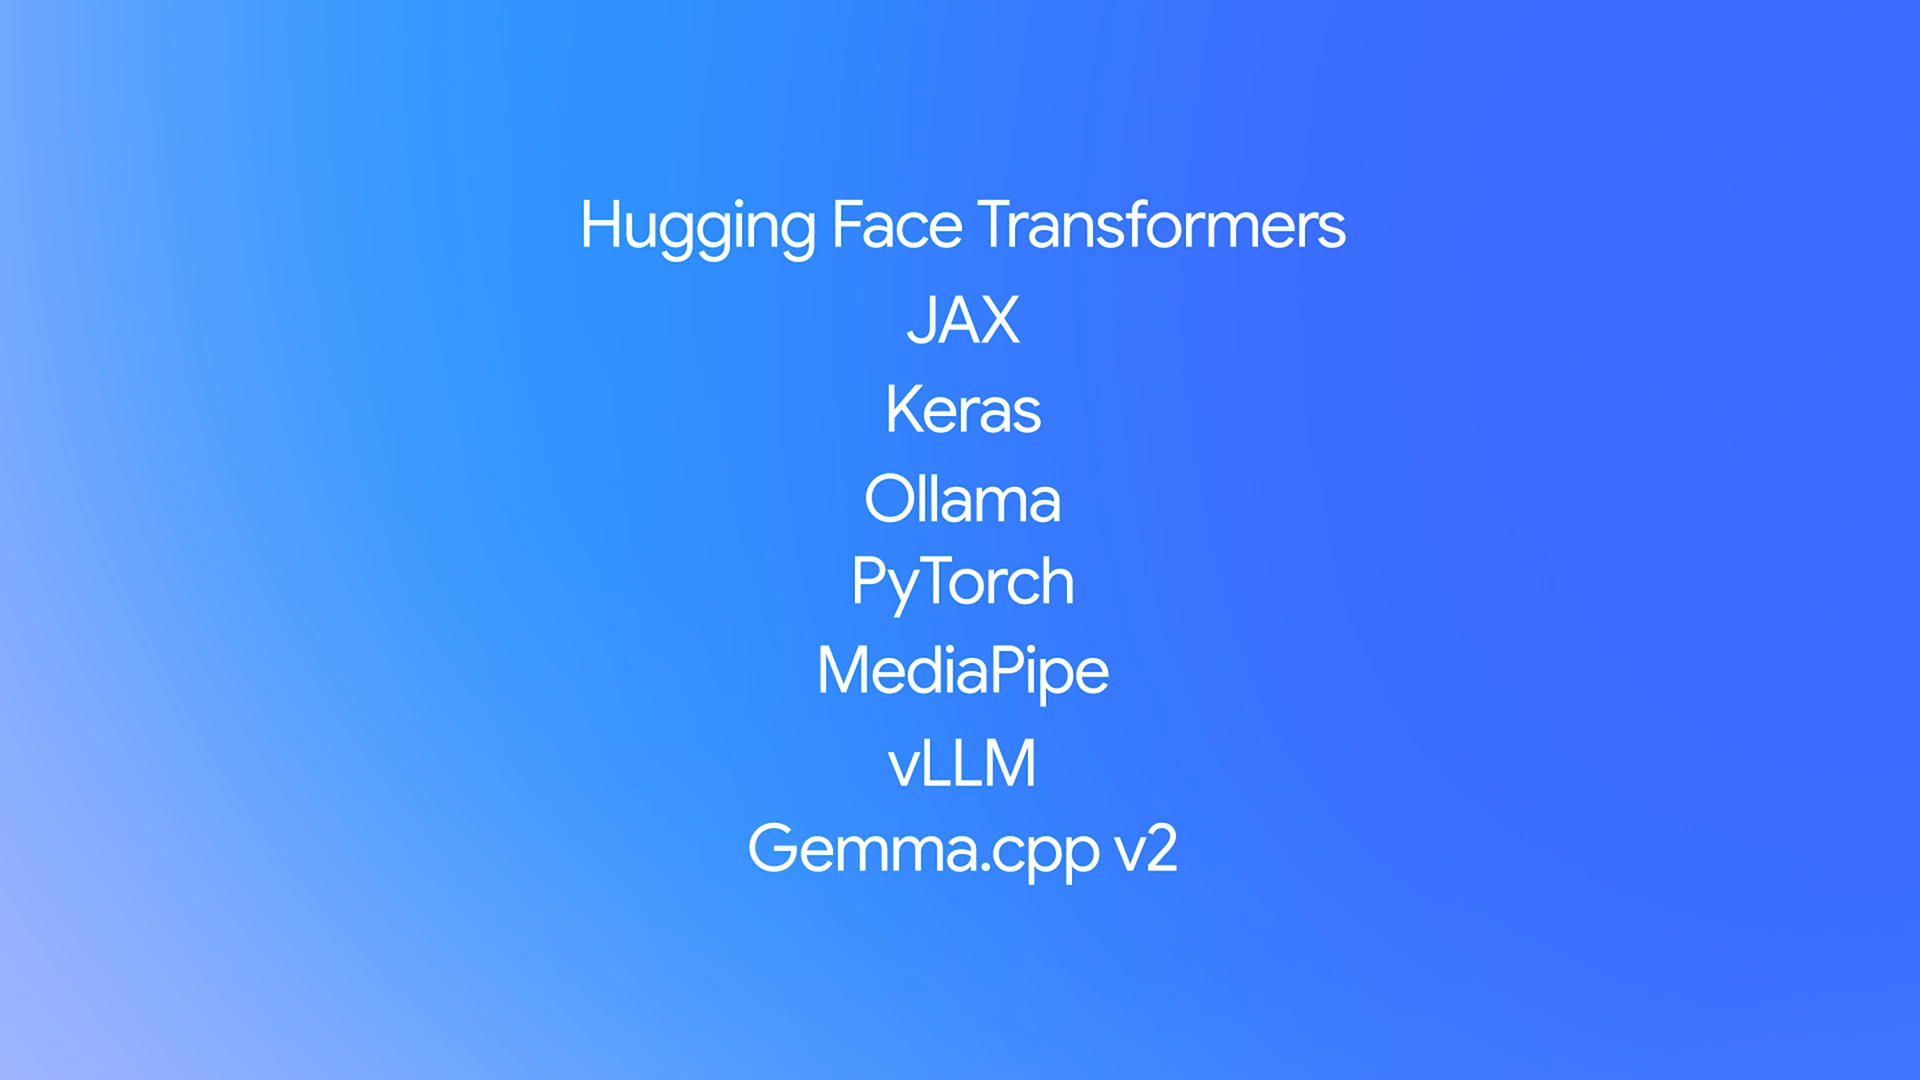 Hugging Face Transformers
JAX
Keras
Ollama
PyTorch
MediaPipe
vLLM
Gemma.cpp v2